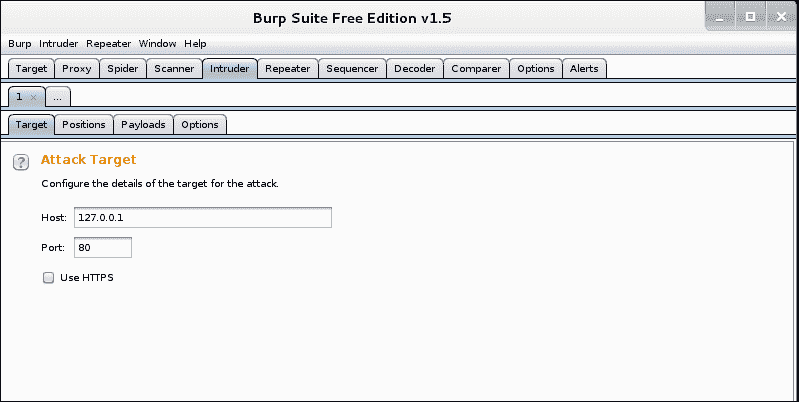 Burp Suite Free Edition v1.5
Burp Intruder Repeater Window Help
Target Proxy Spider Scanner Intruder Repeater Sequencer Decoder Comparer Options Alerts
1 × ...
Target Positions Payloads Options
? Attack Target
Configure the details of the target for the attack.
Host: 127.0.0.1
Port: 80
Use HTTPS